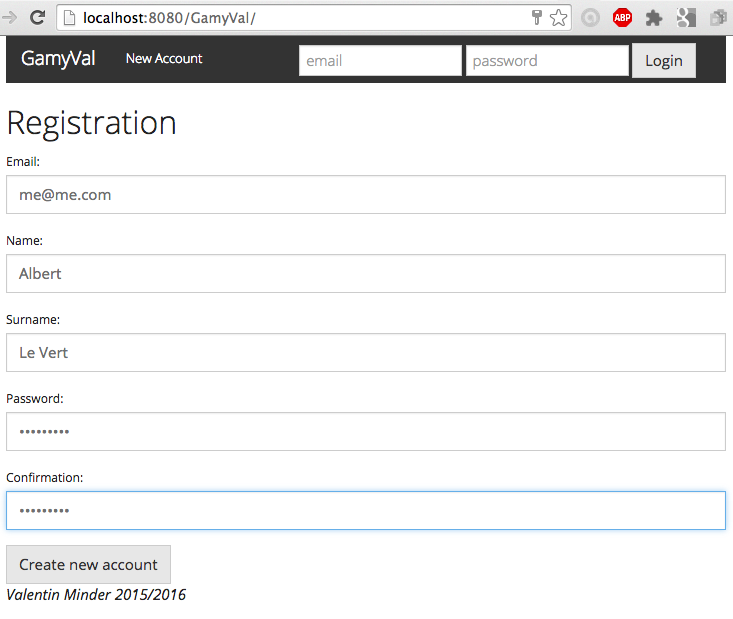 localhost:8080/GamyVal/
ABP
GamyVal New Account email password Login
Registration
Email:
me@me.com
Name:
Albert
Surname:
Le Vert
Password:
•••••••••
Confirmation:
•••••••••
Create new account
Valentin Minder 2015/2016